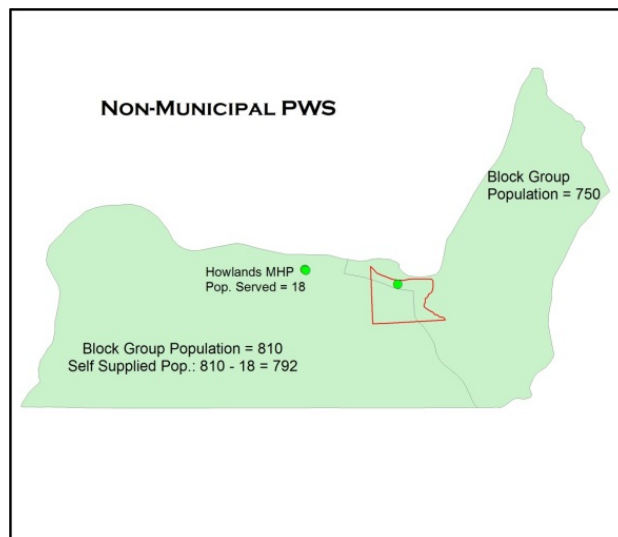 NON-MUNICIPAL PWS
Block Group
Population = 750
Howlands MHP
Pop. Served = 18
Block Group Population = 810
Self Supplied Pop.: 810 - 18 = 792